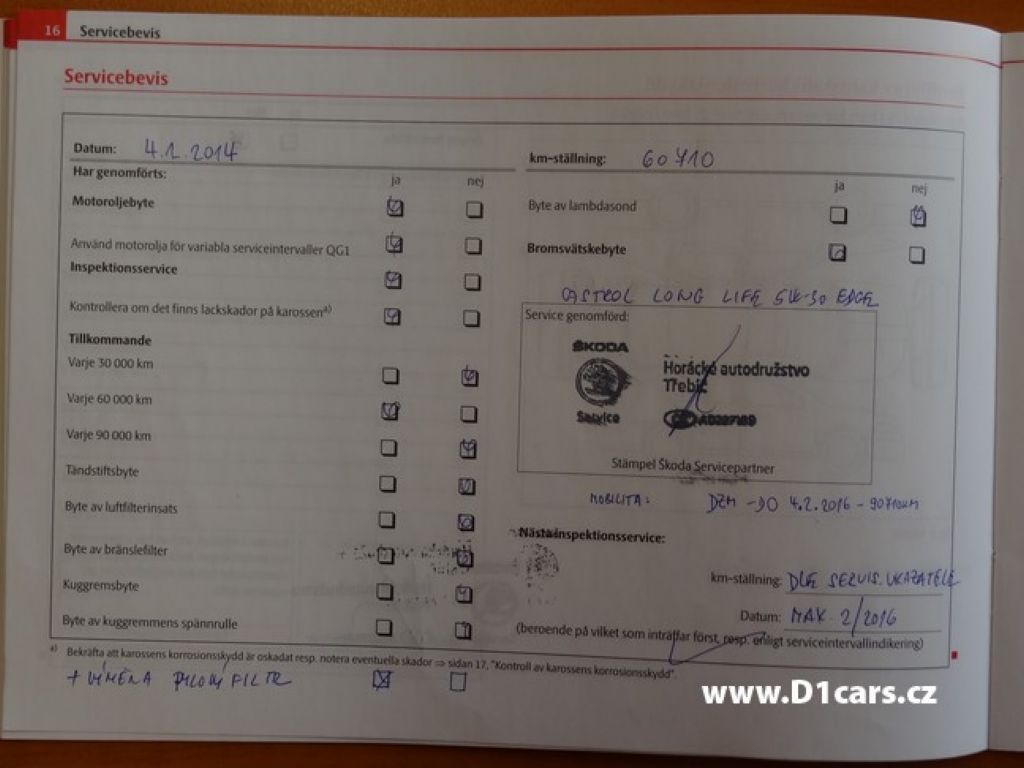 16 Servicebevis
Servicebevis
Datum: 4.2.2014
km-ställning: 60710
Har genomförts:
ja nej
ja nej
Motoroljebyte
Byte av lambdasond
Använd motorolja för variabla serviceintervaller QG1
Bromsvätskebyte
Inspektionsservice
Kontrollera om det finns lackskador på karossen a)
CASTROL LONG LIFE 5W-30 EDGE
Service genomförd:
Tillkommande
ŠKODA
Service
Horácké autodružstvo
Třebíč
Varje 30 000 km
Varje 60 000 km
Varje 90 000 km
Stämpel Škoda Servicepartner
Tändstiftsbyte
MOBILITA: DZM -DO 4.2.2016 - 90710KM
Byte av luftfilterinsats
Nästa inspektionsservice:
Byte av bränslefilter
km-ställning: DLE SERVIS. UKAZATELE
Kuggremsbyte
Datum: MAX. 2/2016
Byte av kuggremmens spännrulle
(beroende på vilket som inträffar först, resp. enligt serviceintervallindikering)
a) Bekräfta att karossens korrosionsskydd är oskadat resp. notera eventuella skador ⇒ sidan 17, "Kontroll av karossens korrosionsskydd".
+ VÝMĚNA PYLOVÝ FILTR
www.D1cars.cz